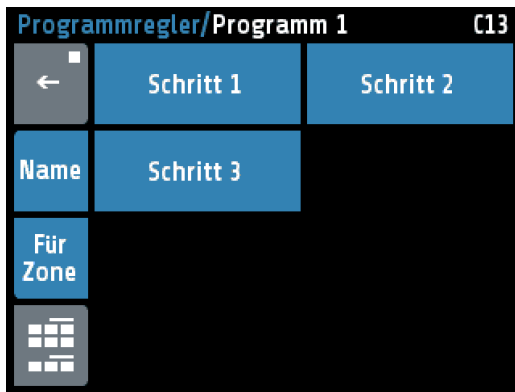 Programmregler/Programm 1 C13
Schritt 1 Schritt 2
Name Schritt 3
Für
Zone